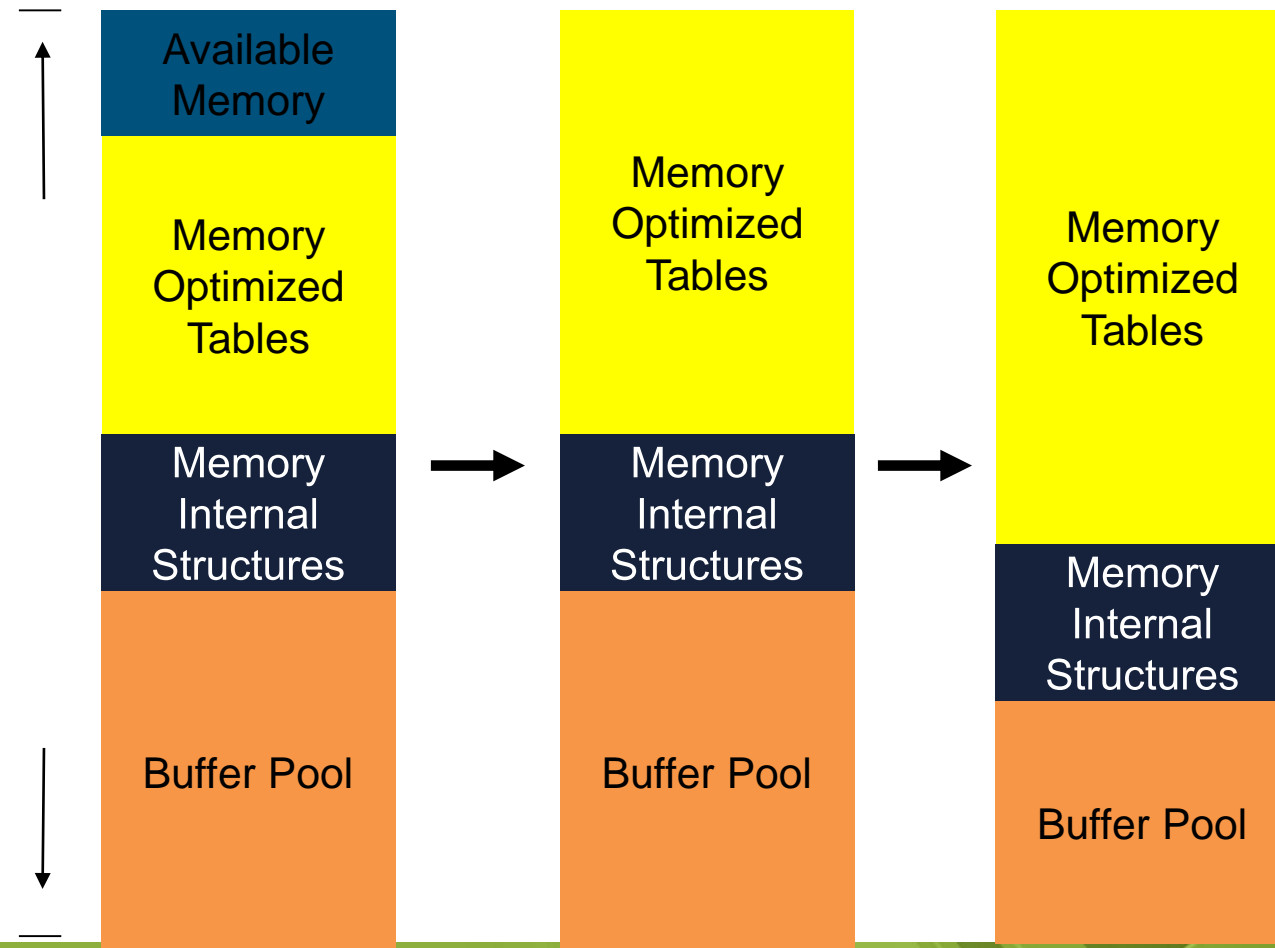 Available
Memory
Memory
Optimized
Tables
Memory
Internal
Structures
Buffer Pool
Memory
Optimized
Tables
Memory
Internal
Structures
Buffer Pool
Memory
Optimized
Tables
Memory
Internal
Structures
Buffer Pool